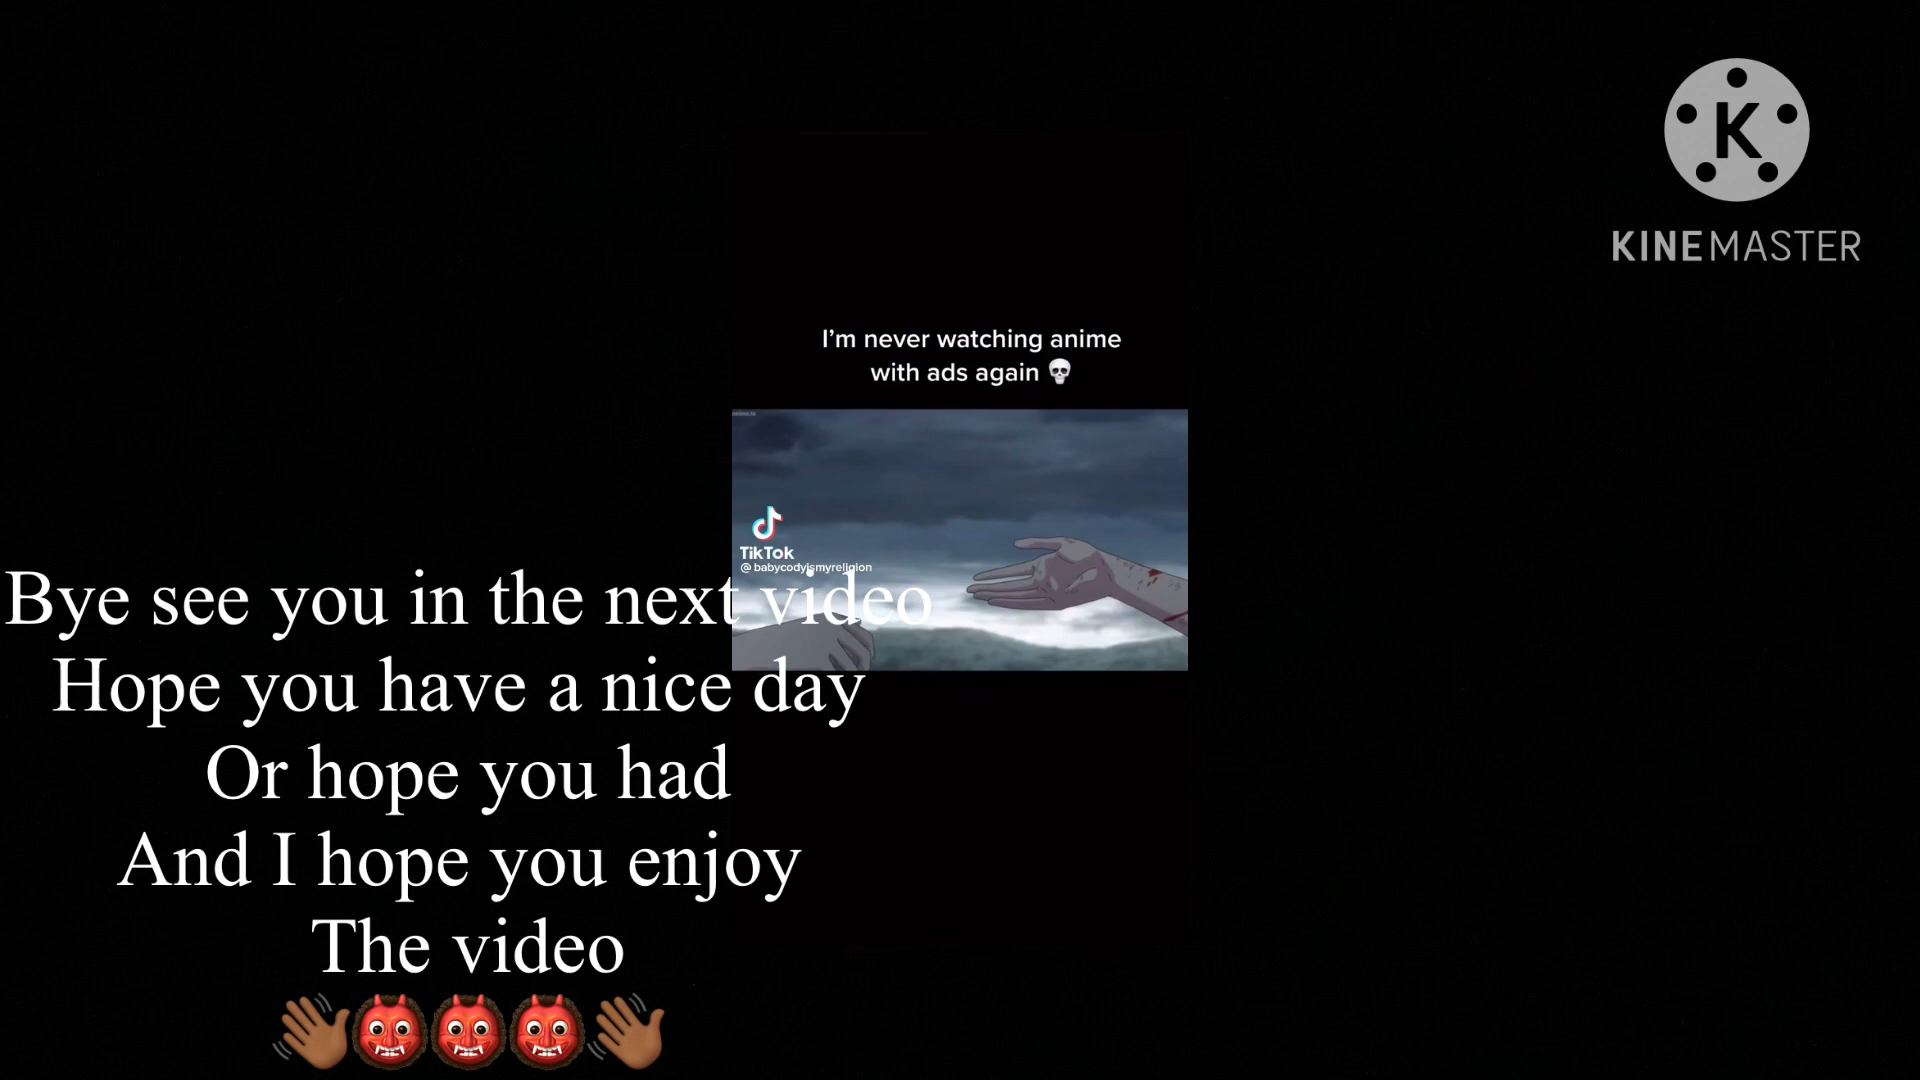 K
KINEMASTER
I'm never watching anime
with ads again 💀
TikTok
@ babycodyismyreligion
Bye see you in the next video
Hope you have a nice day
Or hope you had
And I hope you enjoy
The video
👋🏾👹👹👹👋🏾